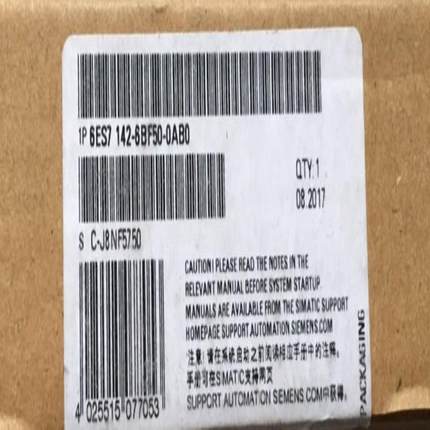 1P 6ES7 142-6BF50-0AB0
QTY.1
08.2017
S C-J8NF5750
CAUTION! PLEASE READ THE NOTES IN THE
RELEVANT MANUAL BEFORE SYSTEM STARTUP
MANUALS ARE AVAILABLE FROM THE SIMATIC SUPPORT
HOMEPAGE SUPPORT.AUTOMATION.SIEMENS.COM
注意! 请在系统启动之前阅读相应手册中的注释。
手册可在SIMATIC支持网页
SUPPORT AUTOMATION SIEMENS.COM中获得。
4 025515 077053
PACKAGING